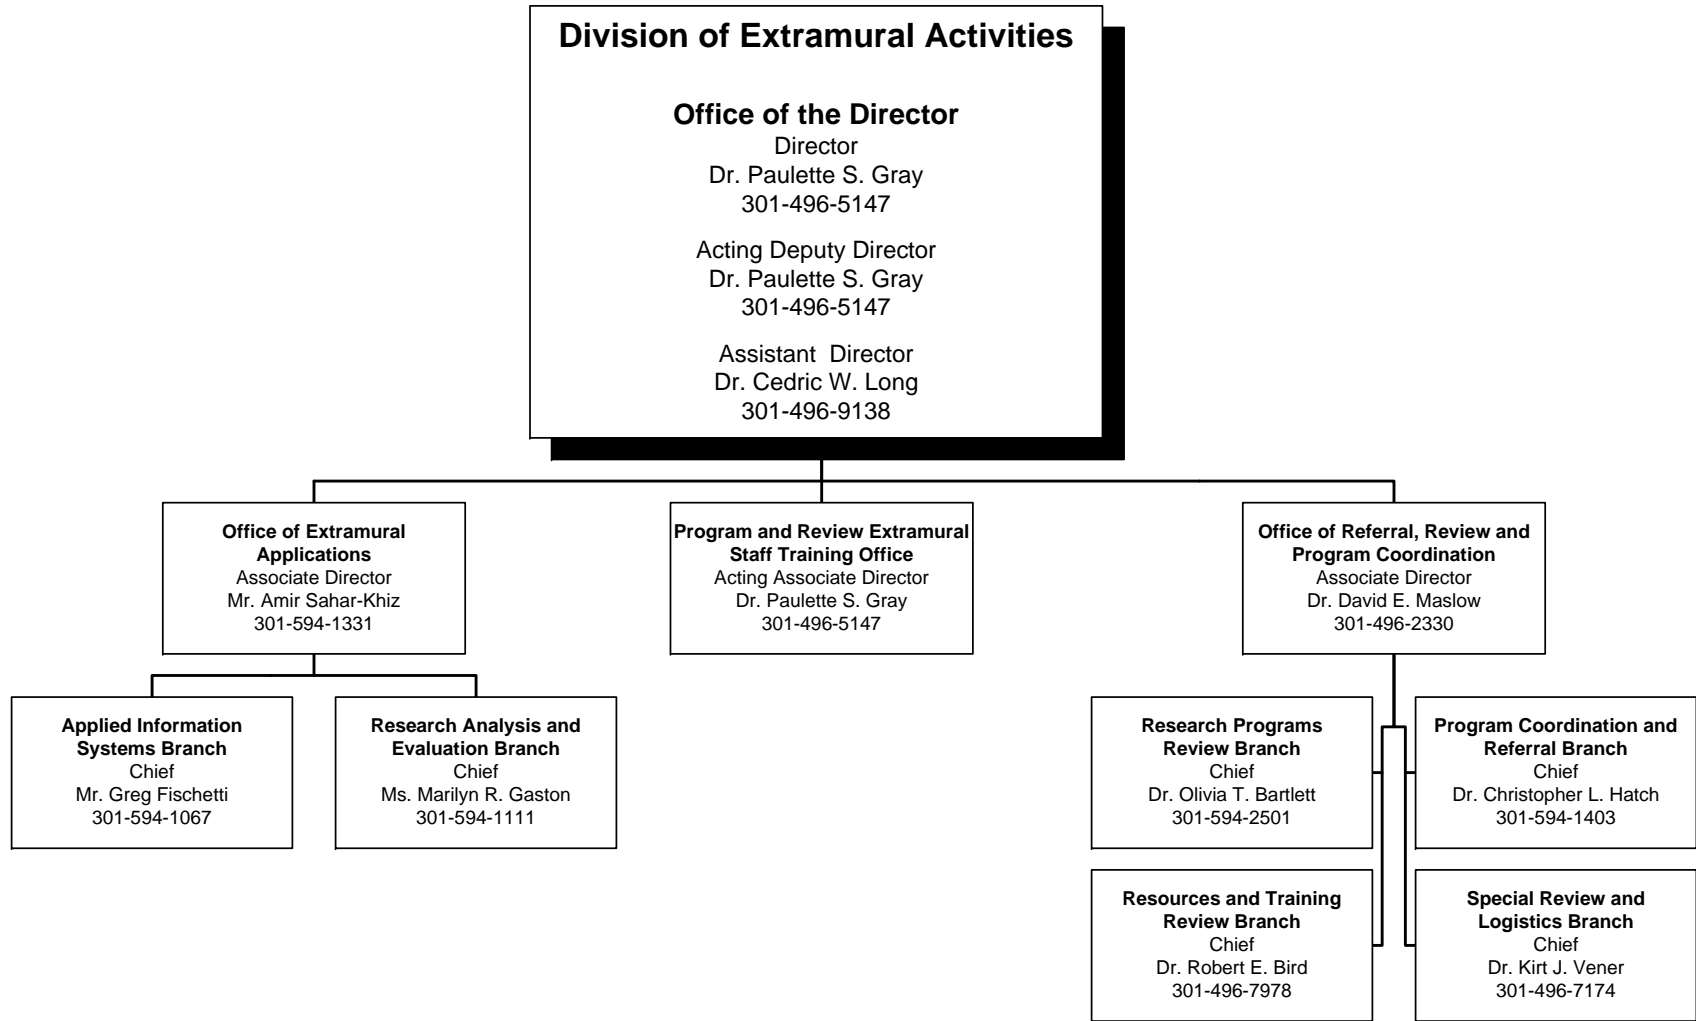 Division of Extramural Activities
Office of the Director
Director
Dr. Paulette S. Gray
301-496-5147
Acting Deputy Director
Dr. Paulette S. Gray
301-496-5147
Assistant  Director
Dr. Cedric W. Long
301-496-9138
Office of Extramural
Applications
Associate Director
Mr. Amir Sahar-Khiz
301-594-1331
Program and Review Extramural
Staff Training Office
Acting Associate Director
Dr. Paulette S. Gray
301-496-5147
Office of Referral, Review and
Program Coordination
Associate Director
Dr. David E. Maslow
301-496-2330
Applied Information
Systems Branch
Chief
Mr. Greg Fischetti
301-594-1067
Research Analysis and
Evaluation Branch
Chief
Ms. Marilyn R. Gaston
301-594-1111
Research Programs
Review Branch
Chief
Dr. Olivia T. Bartlett
301-594-2501
Program Coordination and
Referral Branch
Chief
Dr. Christopher L. Hatch
301-594-1403
Resources and Training
Review Branch
Chief
Dr. Robert E. Bird
301-496-7978
Special Review and
Logistics Branch
Chief
Dr. Kirt J. Vener
301-496-7174